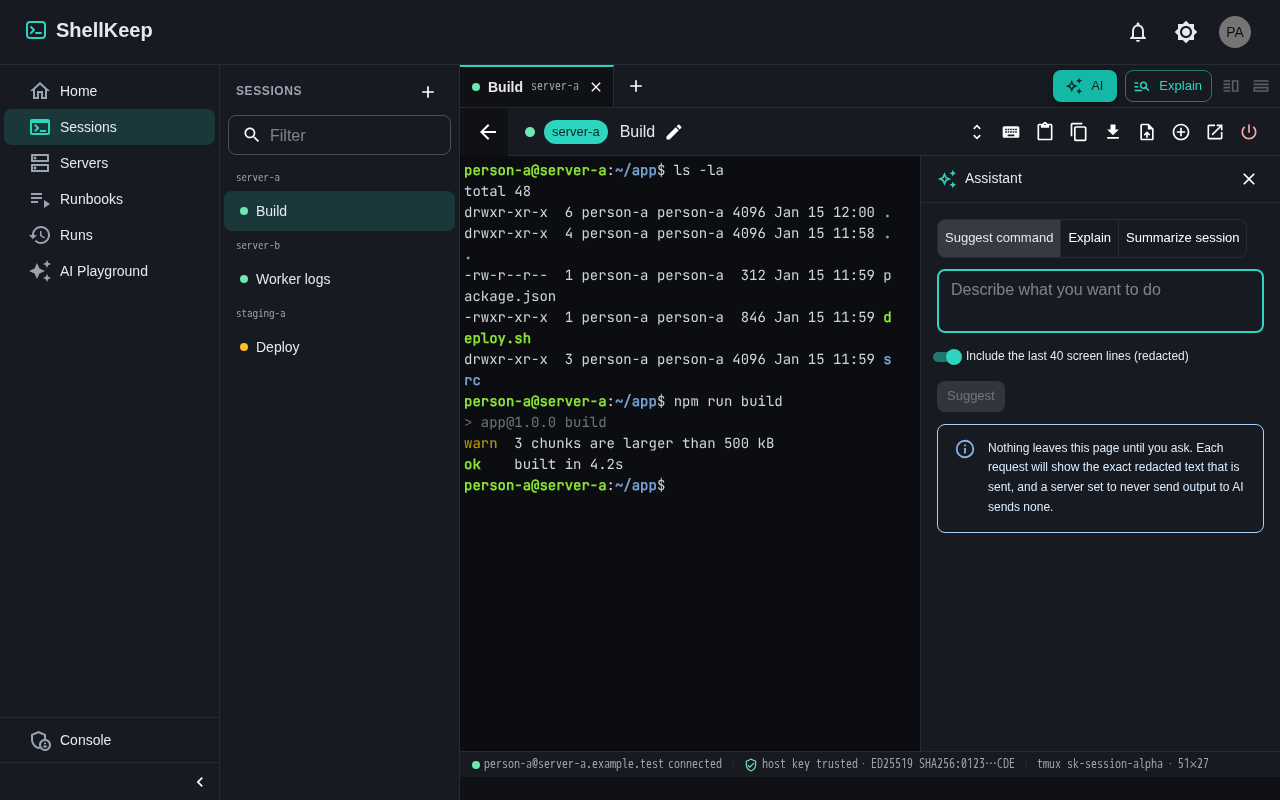 ShellKeep
PA
Home
Sessions
Servers
Runbooks
Runs
AI Playground
Console
SESSIONS
Filter
server-a
Build
server-b
Worker logs
staging-a
Deploy
Build server-a
AI
Explain
server-a Build
person-a@server-a:~/app$ ls -la
total 48
drwxr-xr-x  6 person-a person-a 4096 Jan 15 12:00 .
drwxr-xr-x  4 person-a person-a 4096 Jan 15 11:58 .
.
-rw-r--r--  1 person-a person-a  312 Jan 15 11:59 p
ackage.json
-rwxr-xr-x  1 person-a person-a  846 Jan 15 11:59 d
eploy.sh
drwxr-xr-x  3 person-a person-a 4096 Jan 15 11:59 s
rc
person-a@server-a:~/app$ npm run build
> app@1.0.0 build
warn  3 chunks are larger than 500 kB
ok    built in 4.2s
person-a@server-a:~/app$
Assistant
Suggest command Explain Summarize session
Describe what you want to do
Include the last 40 screen lines (redacted)
Suggest
Nothing leaves this page until you ask. Each
request will show the exact redacted text that is
sent, and a server set to never send output to AI
sends none.
person-a@server-a.example.test connected host key trusted · ED25519 SHA256:0123⋯CDE tmux sk-session-alpha · 51×27